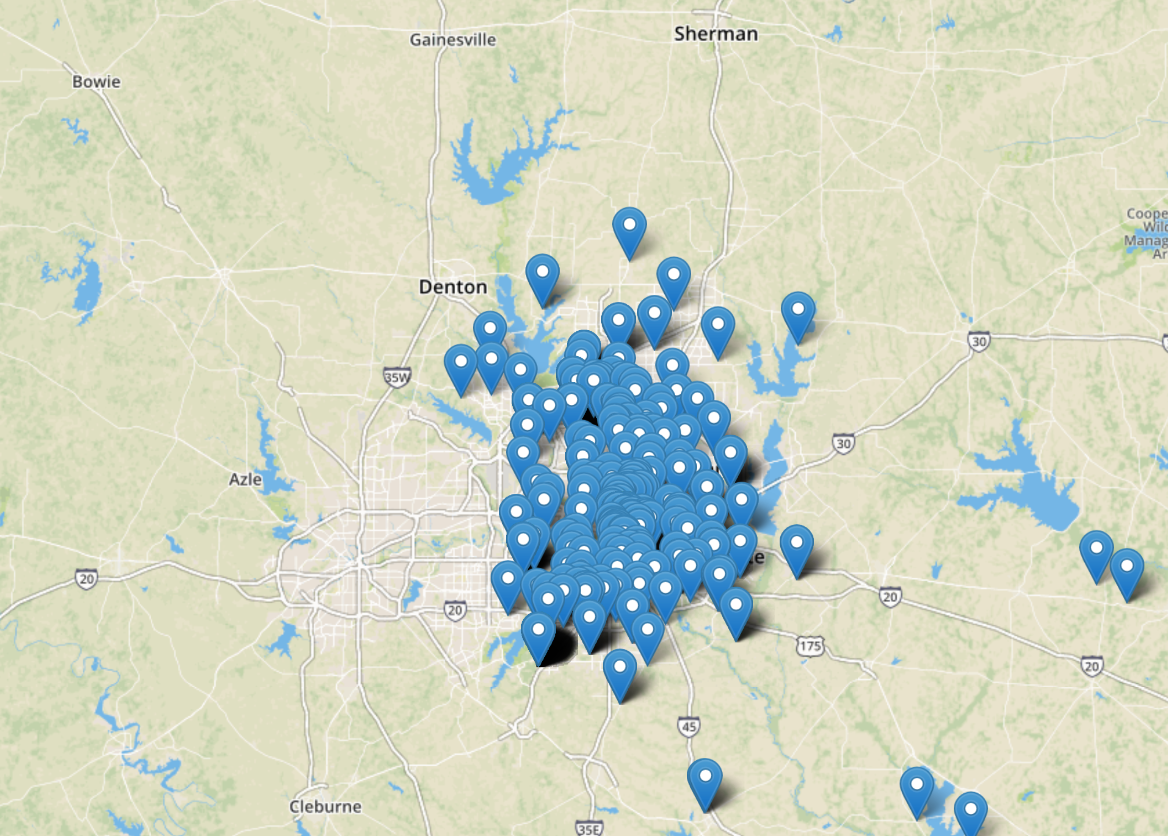 Gainesville
Sherman
Bowie
Coope
Wild
Manag
Ar
Denton
30
35W
30
Azle
e
20
20
20
175
20
45
Cleburne
35E